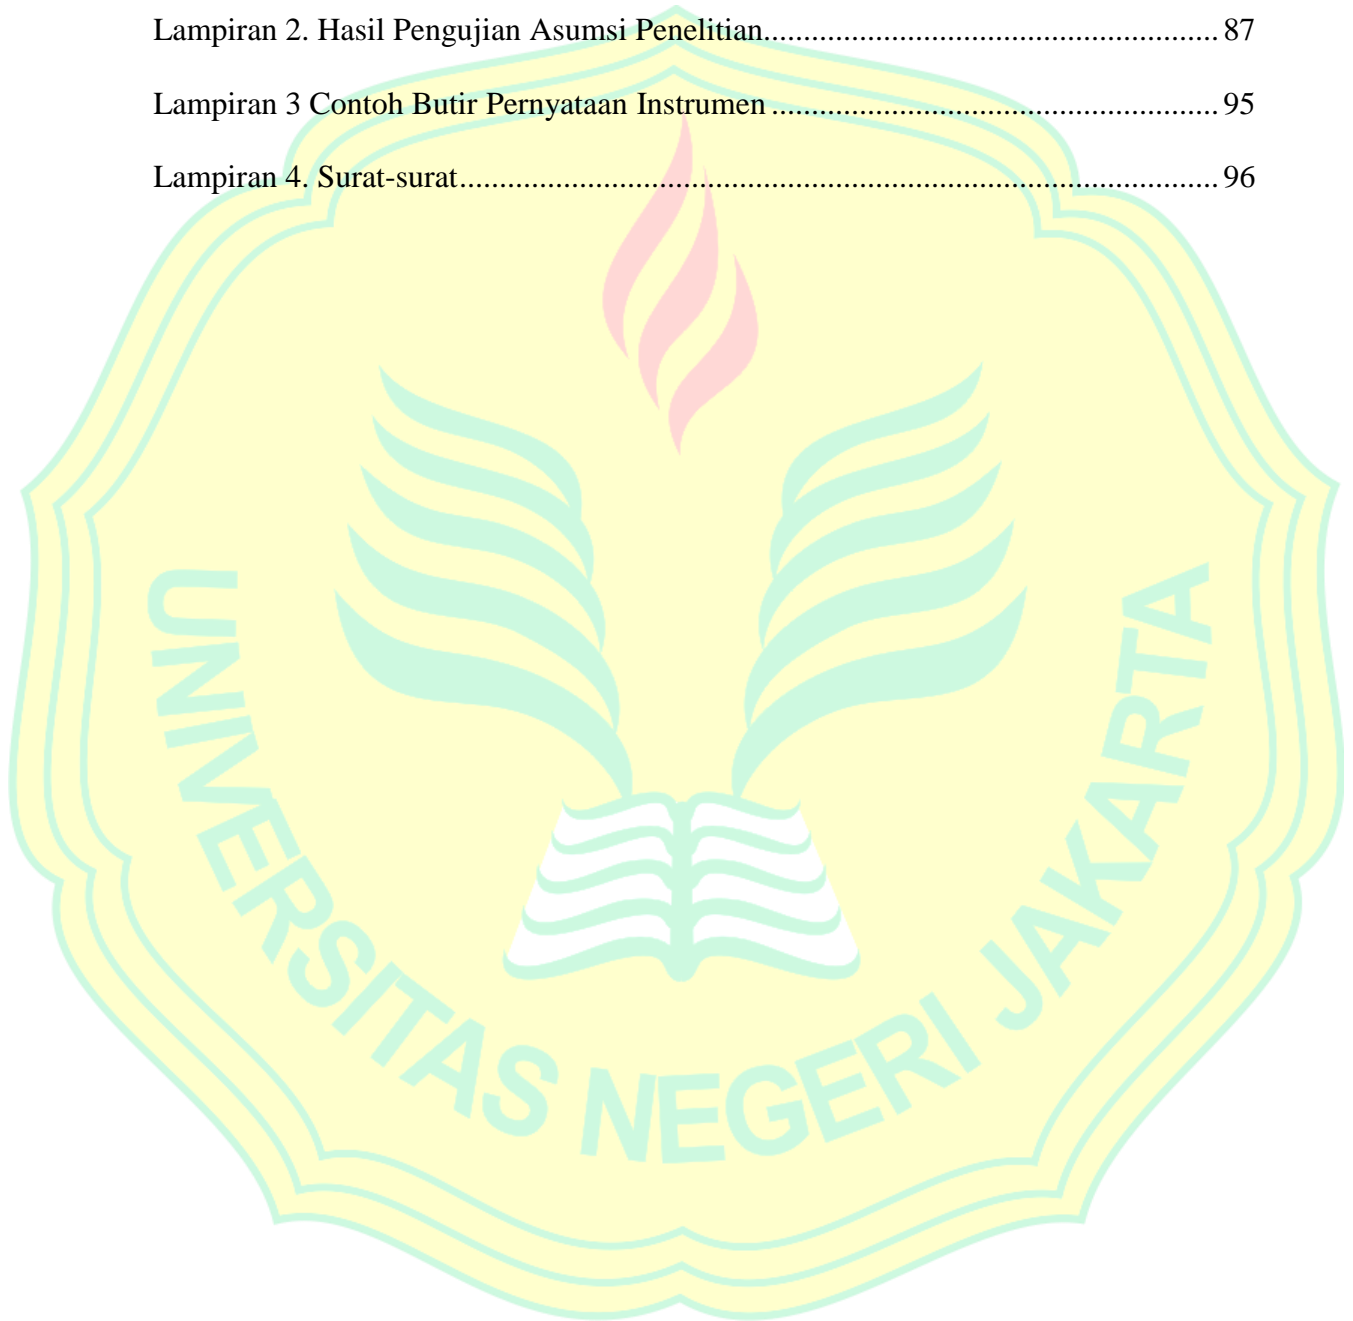 Lampiran 2. Hasil Pengujian Asumsi Penelitian.......................................................... 87
Lampiran 3 Contoh Butir Pernyataan Instrumen ......................................................... 95
Lampiran 4. Surat-surat................................................................................................ 96
UNIVERSITAS NEGERI JAKARTA